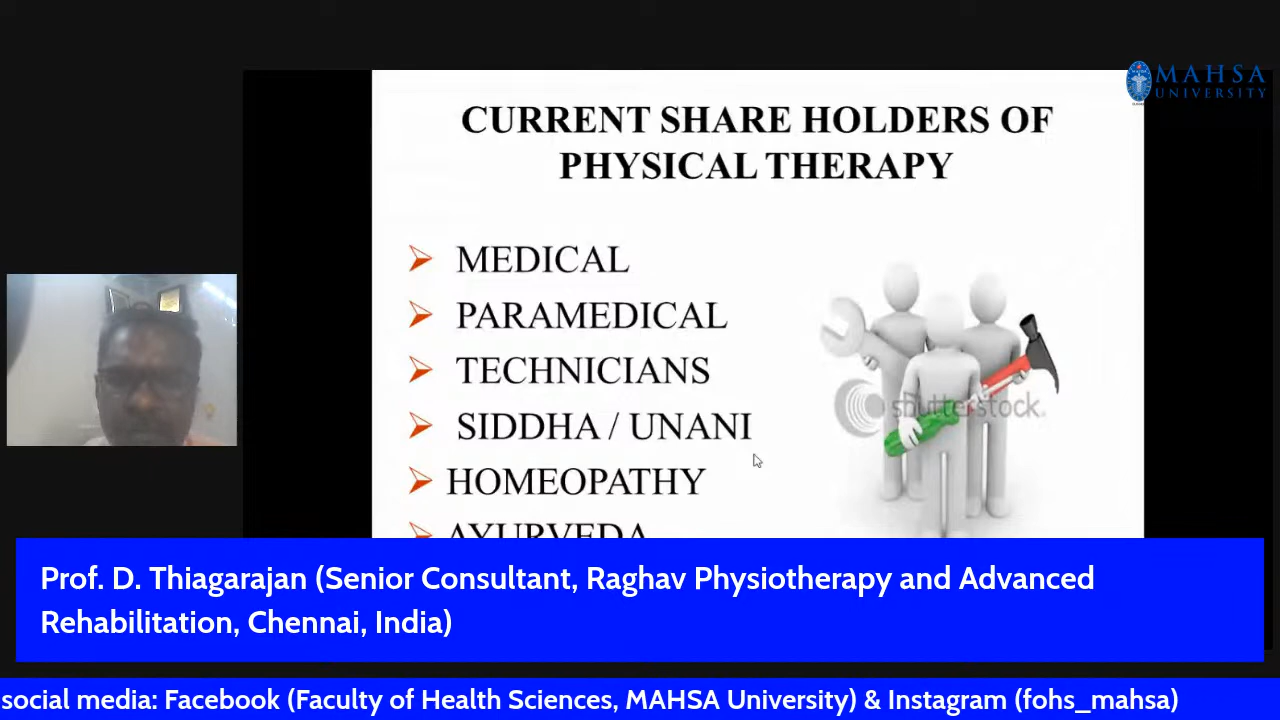 MAHSA
UNIVERSITY
CURRENT SHARE HOLDERS OF
PHYSICAL THERAPY
MEDICAL
PARAMEDICAL
TECHNICIANS
SIDDHA / UNANI
HOMEOPATHY
AYURVEDA
shutterstock
Prof. D. Thiagarajan (Senior Consultant, Raghav Physiotherapy and Advanced
Rehabilitation, Chennai, India)
social media: Facebook (Faculty of Health Sciences, MAHSA University) & Instagram (fohs_mahsa)